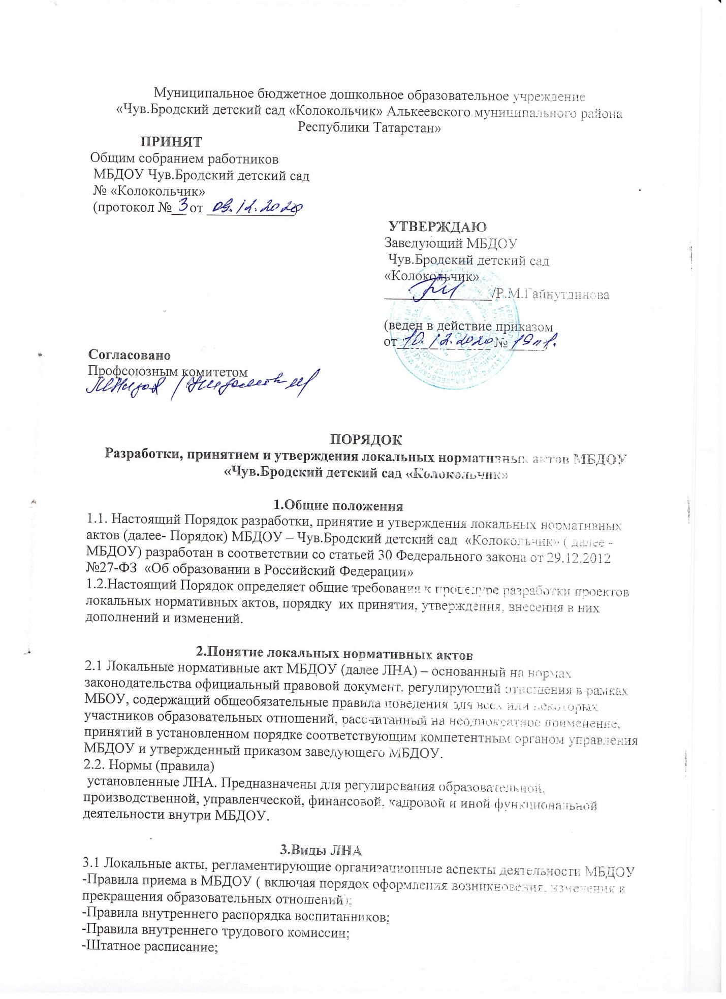 Муниципальное бюджетное дошкольное образовательное учреждение
«Чув.Бродский детский сад «Колокольчик» Алькеевского муниципального района
Республики Татарстан»
ПРИНЯТ
Общим собранием работников
МБДОУ Чув.Бродский детский сад
№ «Колокольчик»
(протокол №__3 от 09.12.2020)
УТВЕРЖДАЮ
Заведующий МБДОУ
Чув.Бродский детский сад
«Колокольчик»
/Р.М.Гайнутдинова
(веден в действие приказом
от 10.12.2020 № 19
Согласовано
Профсоюзным комитетом
ПОРЯДОК
Разработки, принятием и утверждения локальных нормативных актов МБДОУ
«Чув.Бродский детский сад «Колокольчик»
1.Общие положения
1.1. Настоящий Порядок разработки, принятие и утверждения локальных нормативных
актов (далее- Порядок) МБДОУ – Чув.Бродский детский сад «Колокольчик» ( далее -
МБДОУ) разработан в соответствии со статьей 30 Федерального закона от 29.12.2012
№27-ФЗ «Об образовании в Российский Федерации»
1.2.Настоящий Порядок определяет общие требования к процедуре разработки проектов
локальных нормативных актов, порядку их принятия, утверждения, внесения в них
дополнений и изменений.
2.Понятие локальных нормативных актов
2.1 Локальные нормативные акт МБДОУ (далее ЛНА) – основанный на нормах
законодательства официальный правовой документ, регулирующий отношения в рамках
МБОУ, содержащий общеобязательные правила поведения для всех или некоторых
участников образовательных отношений, рассчитанный на неоднократное применение,
принятий в установленном порядке соответствующим компетентным органом управления
МБДОУ и утвержденный приказом заведующего МБДОУ.
2.2. Нормы (правила)
установленные ЛНА. Предназначены для регулирования образовательной,
производственной, управленческой, финансовой, кадровой и иной функциональной
деятельности внутри МБДОУ.
3.Виды ЛНА
3.1 Локальные акты, регламентирующие организационные аспекты деятельности МБДОУ
-Правила приема в МБДОУ ( включая порядок оформления возникновения, изменения и
прекращения образовательных отношений);
-Правила внутреннего распорядка воспитанников;
-Правила внутреннего трудового комиссии;
-Штатное расписание;